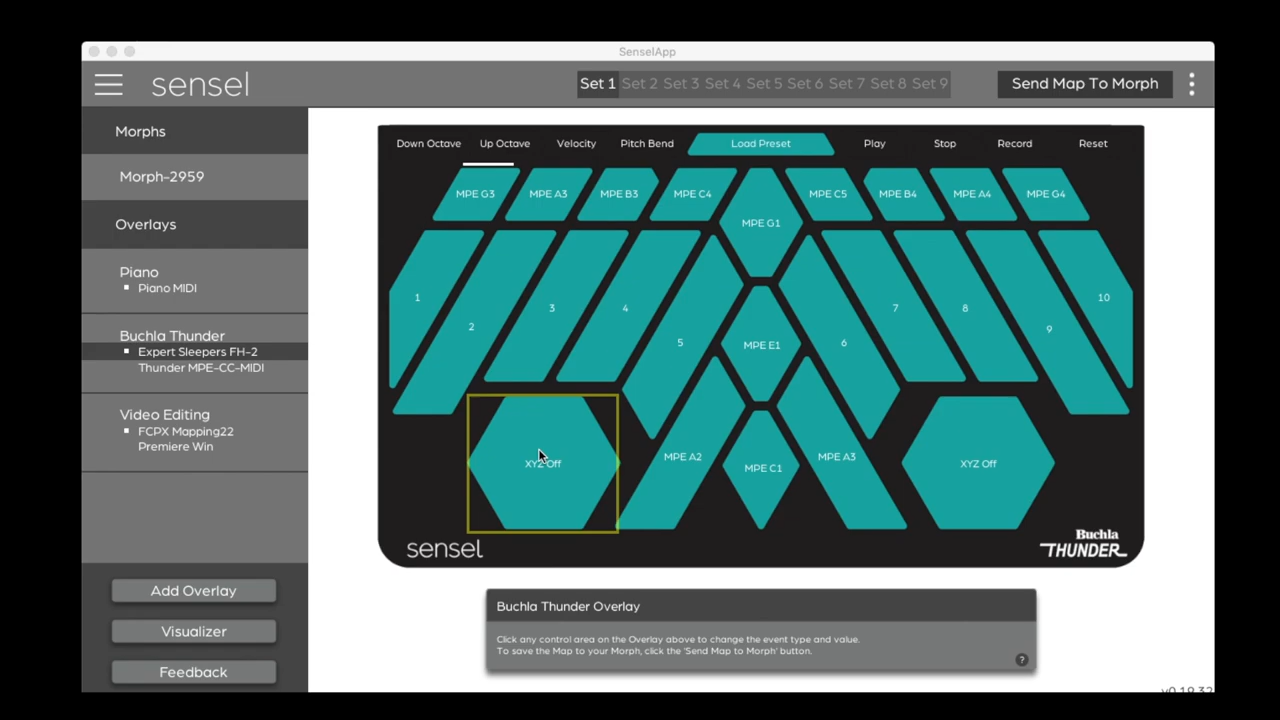 SenselApp
sensel
Set 1 Set 2 Set 3 Set 4 Set 5 Set 6 Set 7 Set 8 Set 9
Send Map To Morph
Morphs
Morph-2959
Overlays
Piano
Piano MIDI
Buchla Thunder
Expert Sleepers FH-2
Thunder MPE-CC-MIDI
Video Editing
FCPX Mapping22
Premiere Win
Add Overlay
Visualizer
Feedback
Down Octave Up Octave Velocity Pitch Bend Load Preset Play Stop Record Reset
MPE G3 MPE A3 MPE B3 MPE C4 MPE C5 MPE B4 MPE A4 MPE G4
MPE G1
1 2 3 4 5 6 7 8 9 10
MPE E1
XYZ Off MPE A2 MPE C1 MPE A3 XYZ Off
sensel
Buchla
THUNDER
Buchla Thunder Overlay
Click any control area on the Overlay above to change the event type and value.
To save the Map to your Morph, click the 'Send Map to Morph' button.
?
v0.19.32